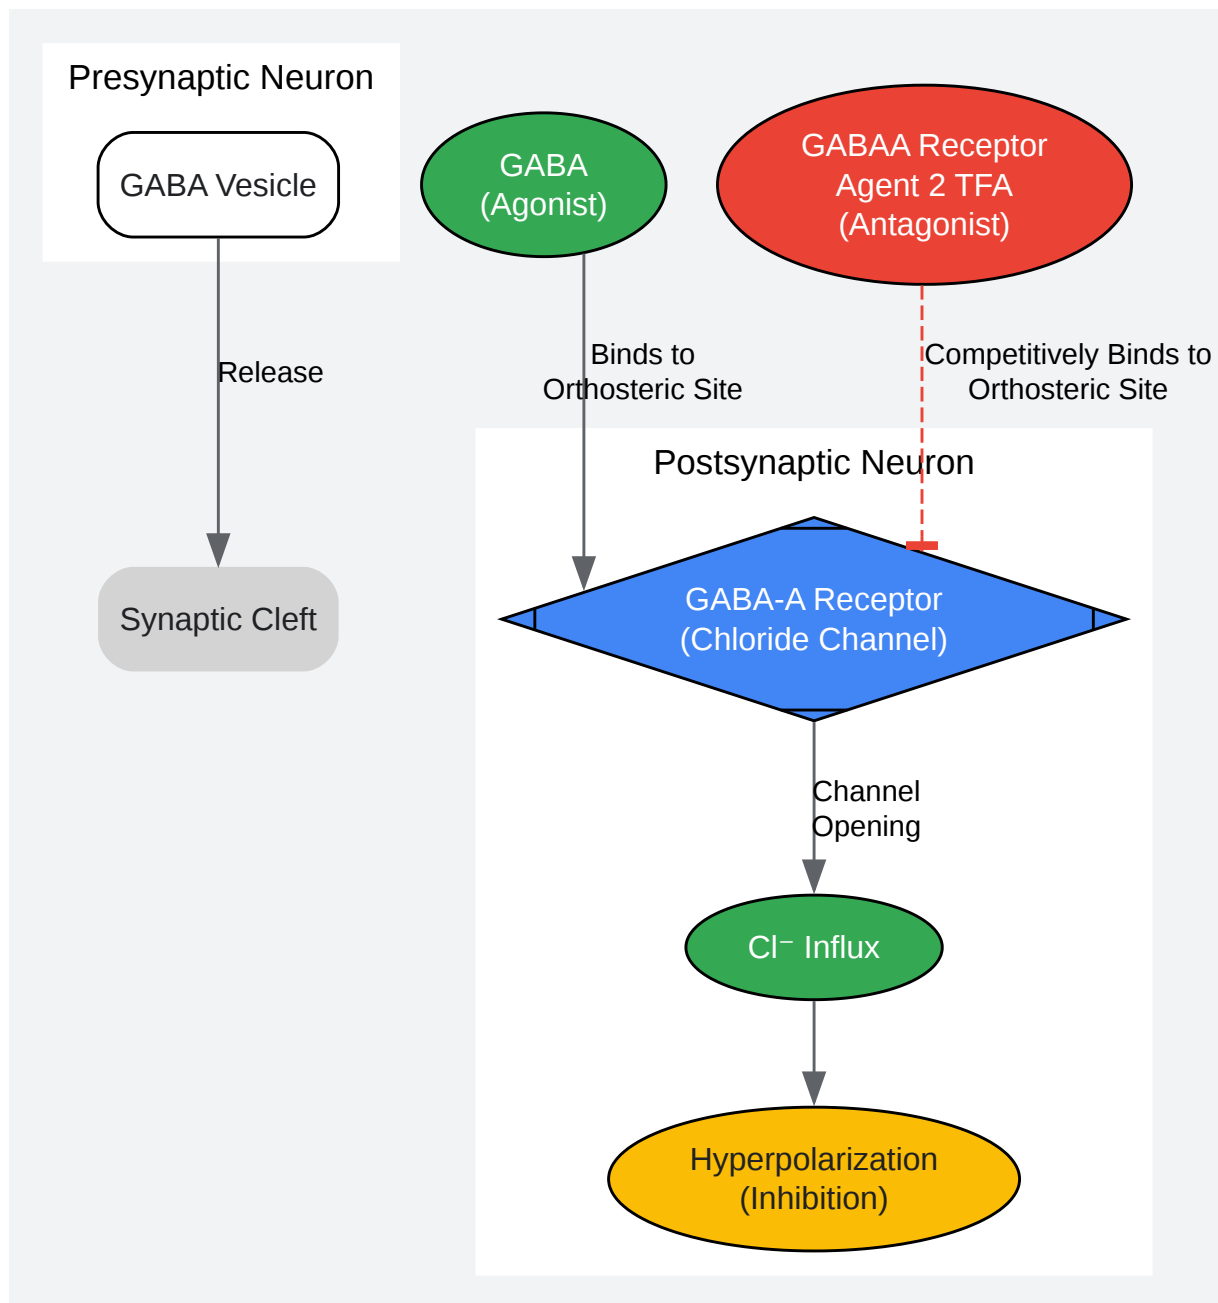 Presynaptic Neuron
GABA Vesicle
GABA
(Agonist)
GABAA Receptor
Agent 2 TFA
(Antagonist)
Release
Binds to
Orthosteric Site
Competitively Binds to
Orthosteric Site
Postsynaptic Neuron
Synaptic Cleft
GABA-A Receptor
(Chloride Channel)
Channel
Opening
Cl⁻ Influx
Hyperpolarization
(Inhibition)